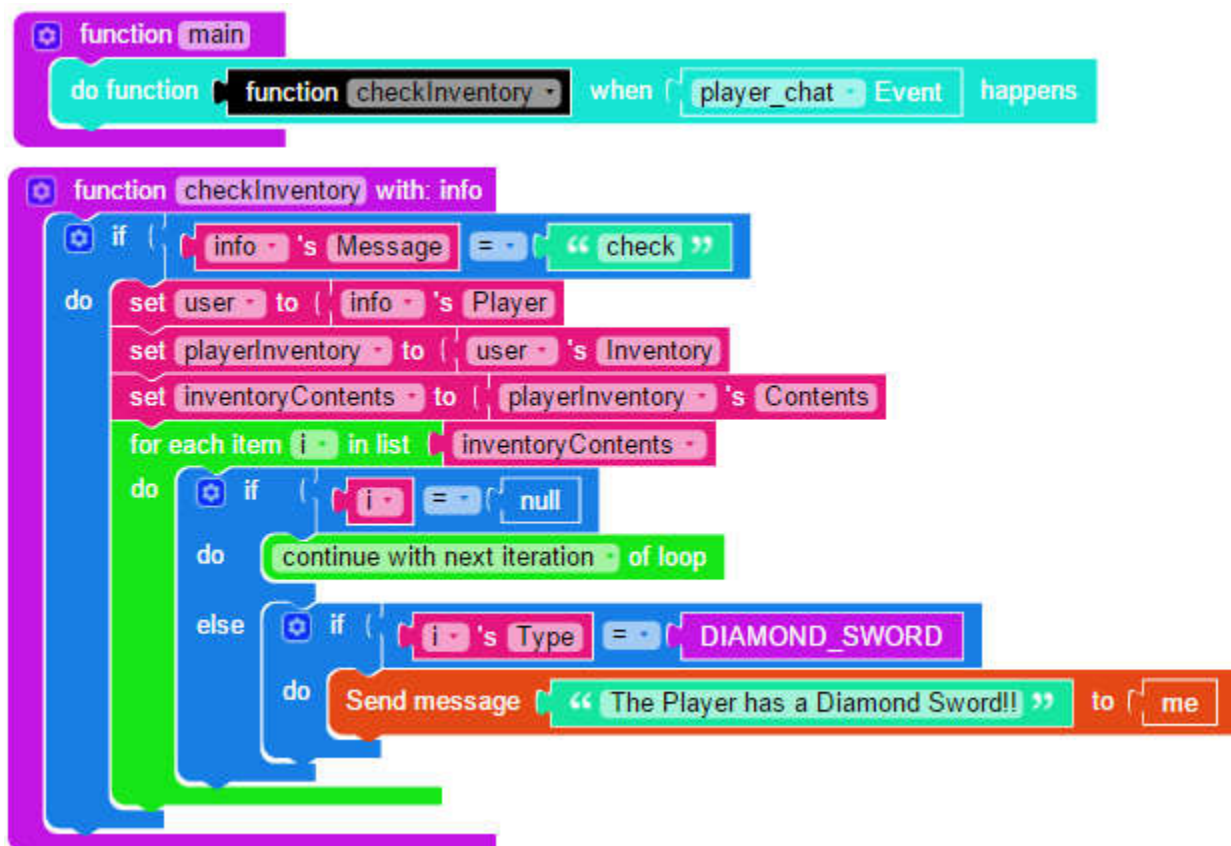 function main
do function function checkInventory when player_chat Event happens
function checkInventory with: info
if info 's Message = “ check ”
do set user to info 's Player
set playerInventory to user 's Inventory
set inventoryContents to playerInventory 's Contents
for each item i in list inventoryContents
do if i = null
do continue with next iteration of loop
else if i 's Type = DIAMOND_SWORD
do Send message “ The Player has a Diamond Sword!! ” to me